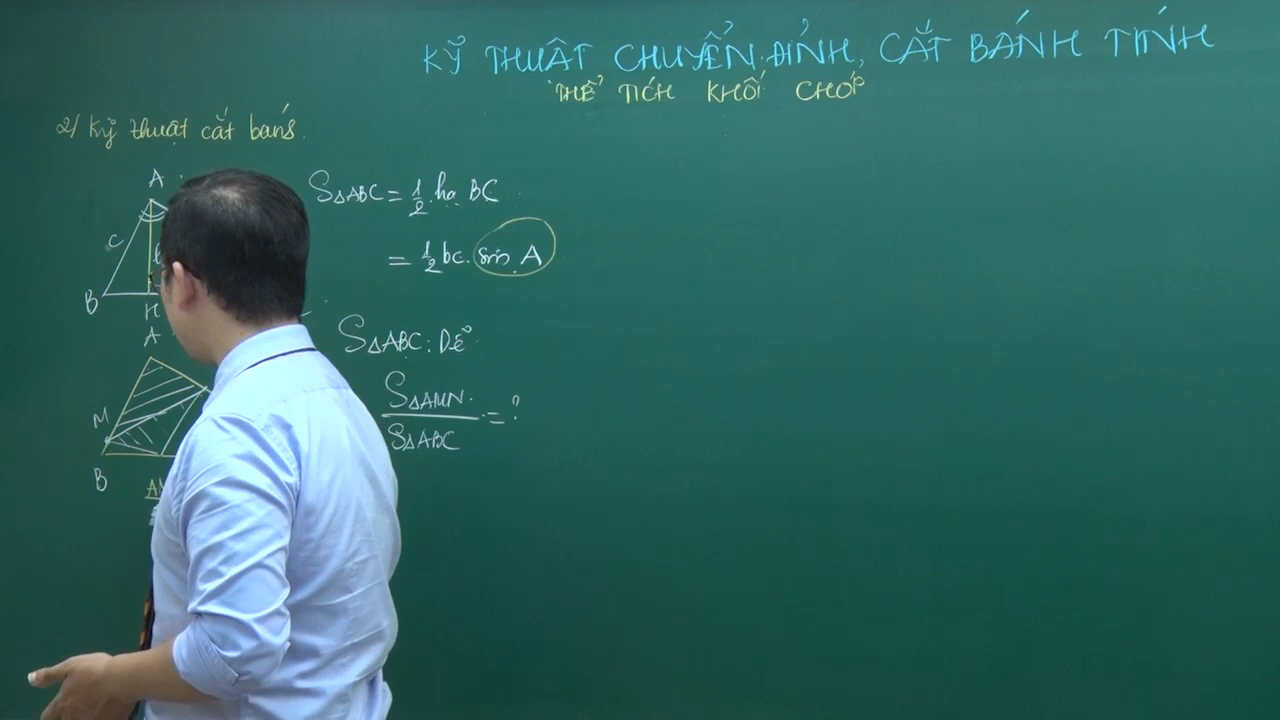 KỸ THUẬT CHUYỂN ĐỈNH, CẮT BÁNH TTNH
THỂ TÍCH KHỐI CHÓP
2/ Kỹ thuật cắt bánh.
A
C
B
H
S△ABC = 1/2 . ha BC
= 1/2 bc. sin A
A
M
B
S△ABC : Dễ
S△AMN / S△ABC = ?